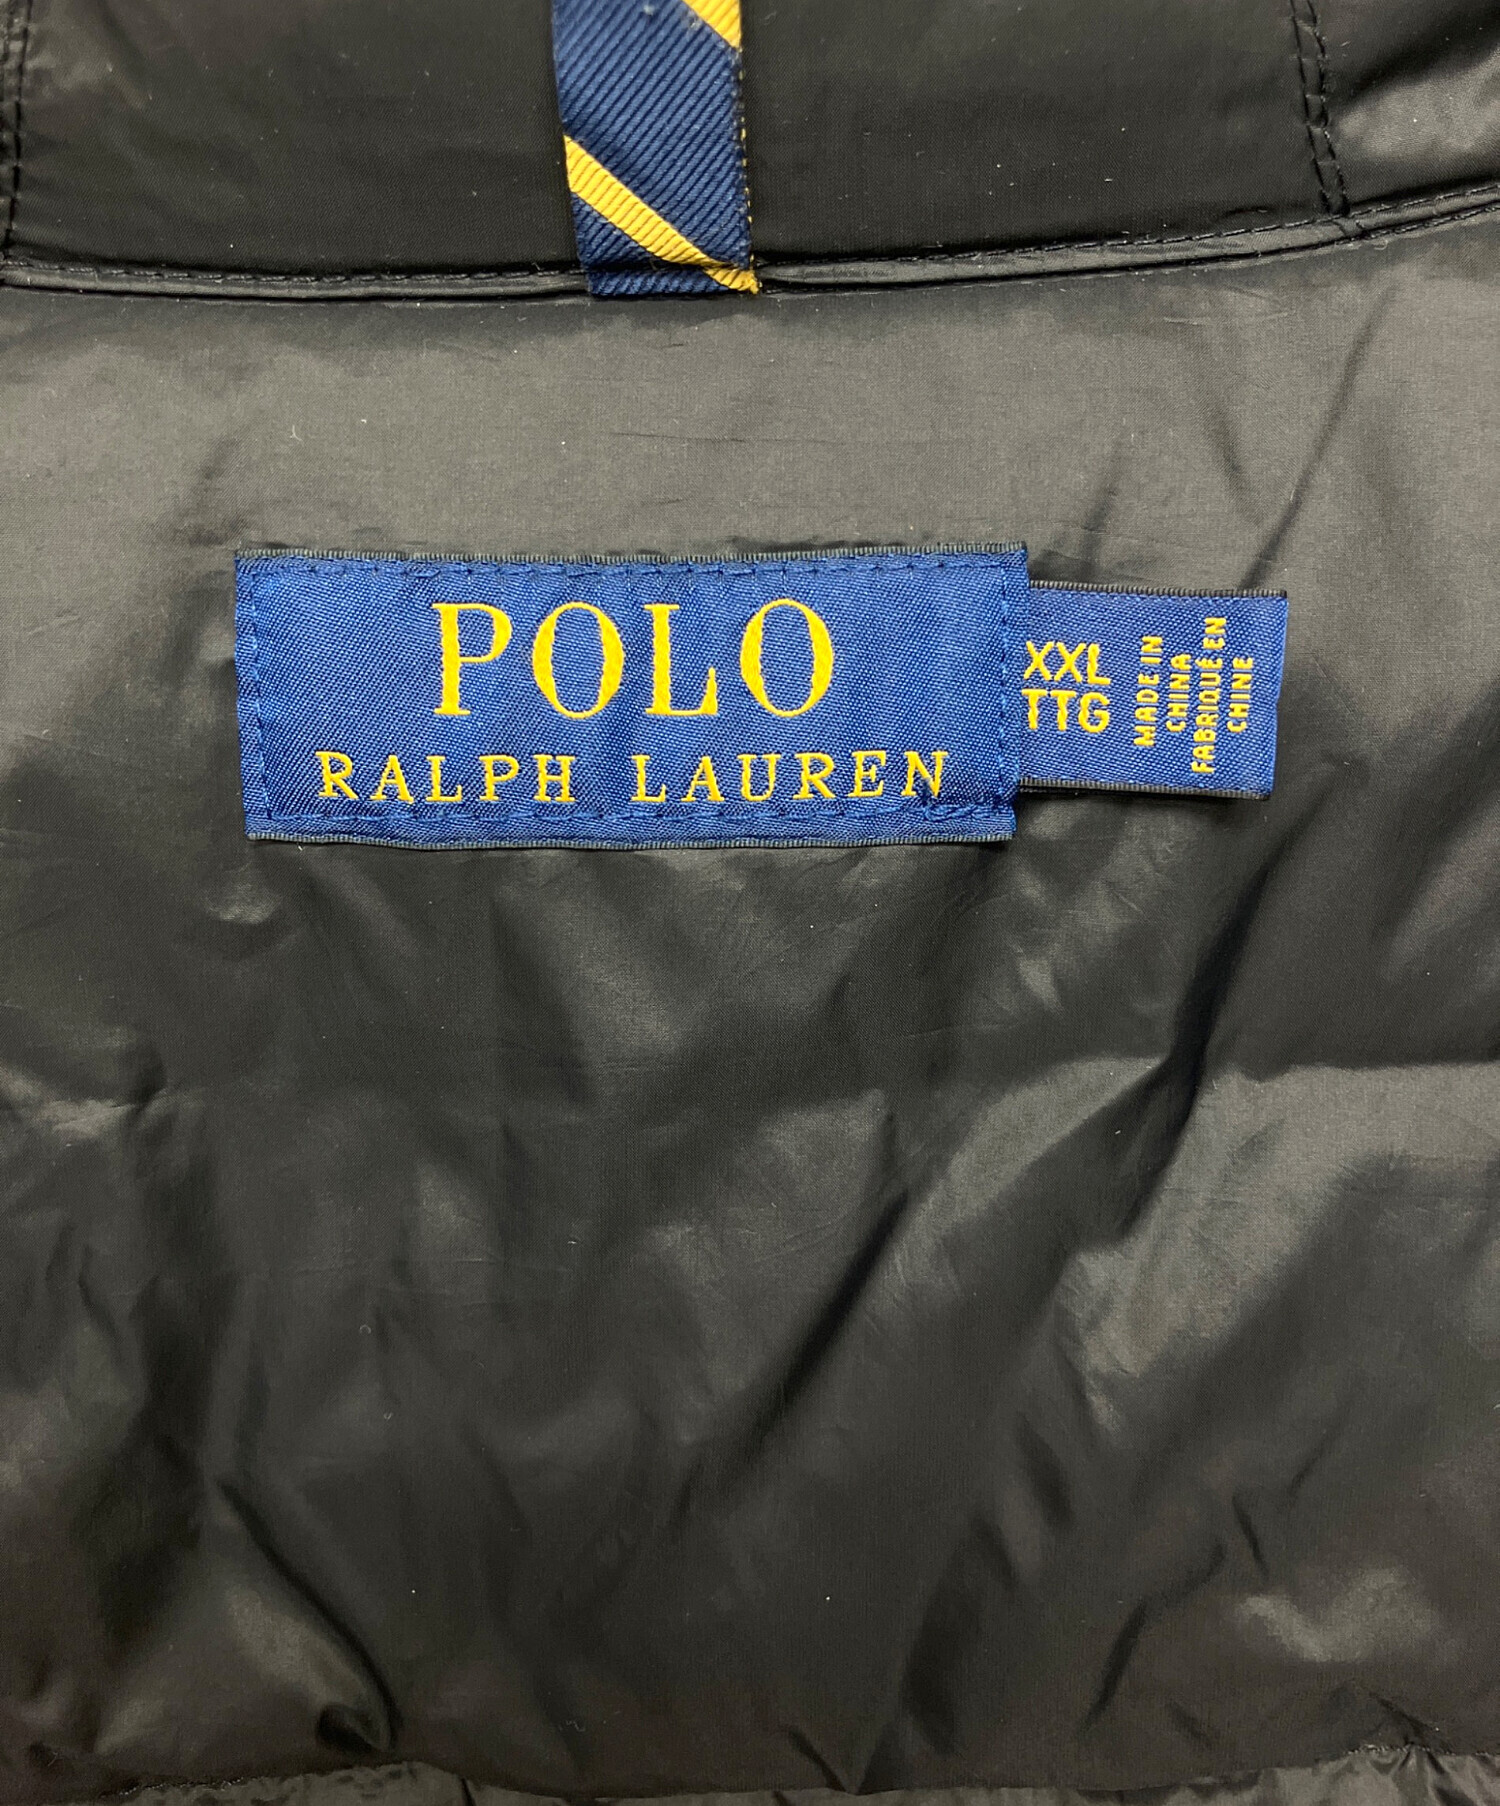 POLO
RALPH LAUREN
XXL
TTG
MADE IN
CHINA
FABRIQUÉ EN
CHINE